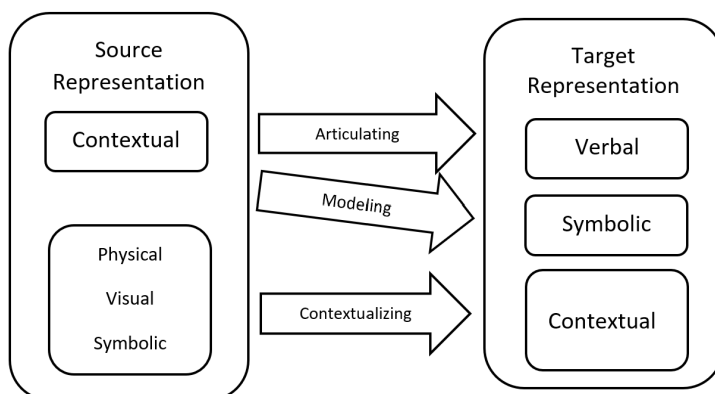 Source
Representation
Contextual
Physical
Visual
Symbolic
Articulating
Modeling
Contextualizing
Target
Representation
Verbal
Symbolic
Contextual